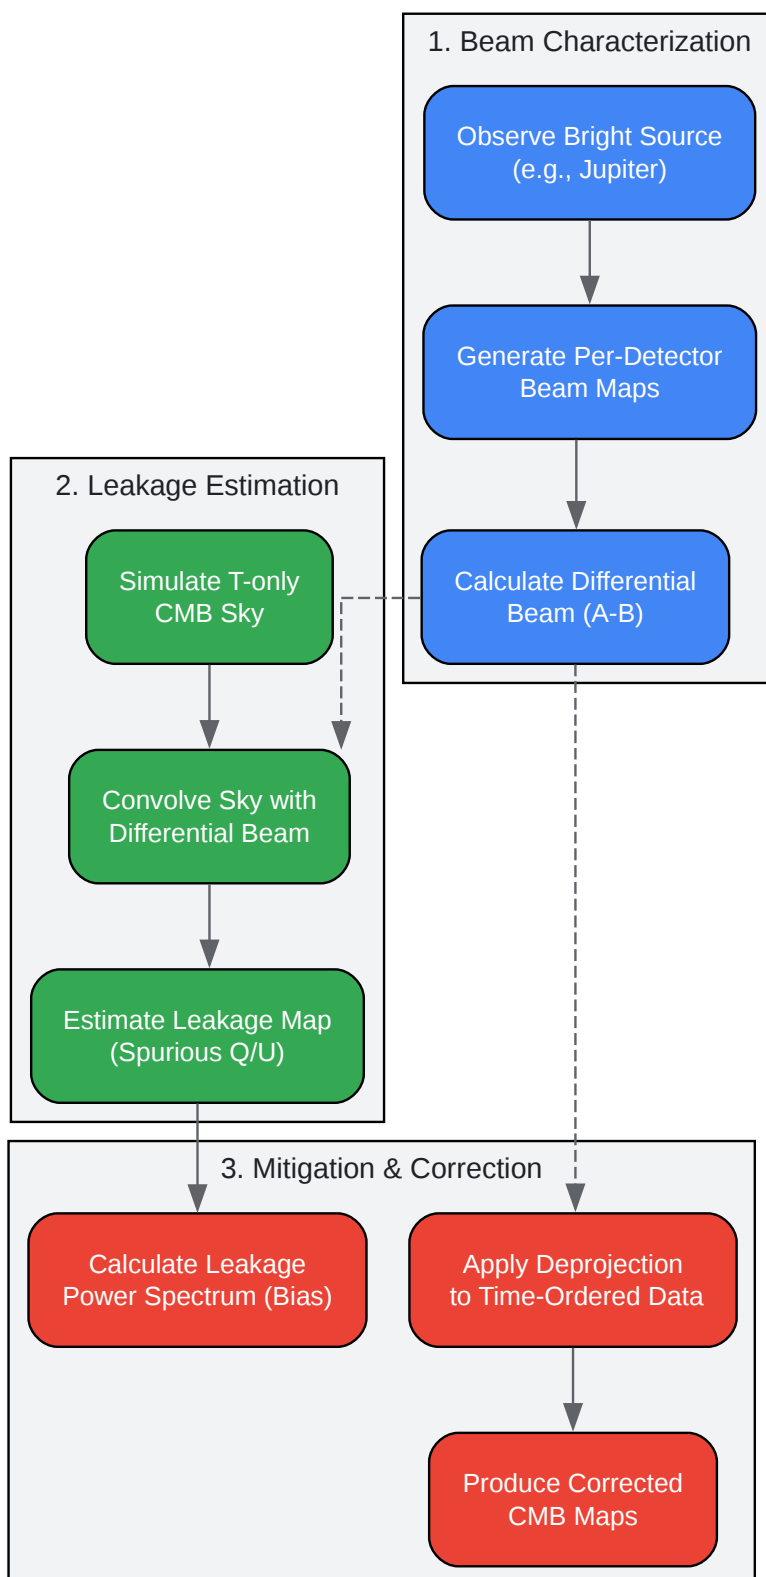 1. Beam Characterization
Observe Bright Source
(e.g., Jupiter)
Generate Per-Detector
Beam Maps
Calculate Differential
Beam (A-B)
2. Leakage Estimation
Simulate T-only
CMB Sky
Convolve Sky with
Differential Beam
Estimate Leakage Map
(Spurious Q/U)
3. Mitigation & Correction
Calculate Leakage
Power Spectrum (Bias)
Apply Deprojection
to Time-Ordered Data
Produce Corrected
CMB Maps